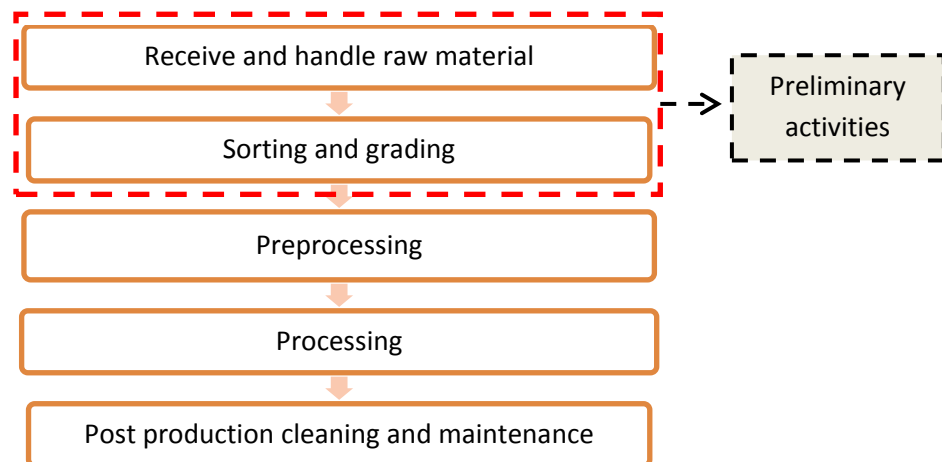 Receive and handle raw material
Preliminary
activities
Sorting and grading
Preprocessing
Processing
Post production cleaning and maintenance